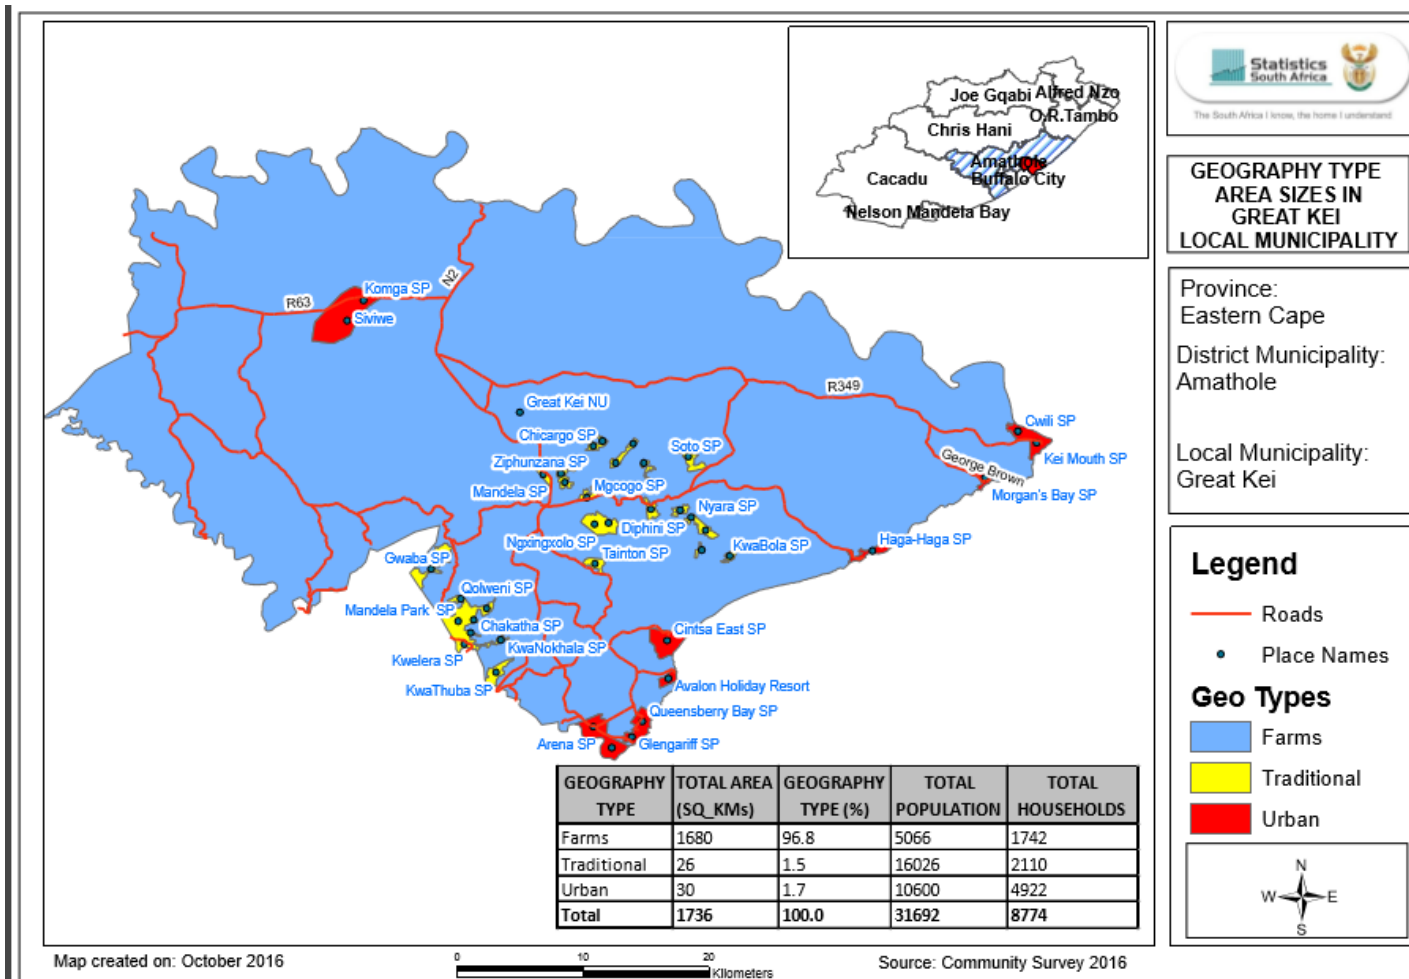 Joe Gqabi
Alfred Nzo
O.R.Tambo
Chris Hani
Amathole
Buffalo City
Cacadu
Nelson Mandela Bay
Statistics
South Africa
The South Africa I know, the home I understand
GEOGRAPHY TYPE
AREA SIZES IN
GREAT KEI
LOCAL MUNICIPALITY
Province:
Eastern Cape
District Municipality:
Amathole
Local Municipality:
Great Kei
Legend
Roads
Place Names
Geo Types
Farms
Traditional
Urban
N
W E
S
Komga SP
N2
R63
Siviwe
R349
Great Kei NU
Chicargo SP
Soto SP
Cwili SP
Kei Mouth SP
Ziphunzana SP
George Brown
Mandela SP
Mgcogo SP
Morgan's Bay SP
Nyara SP
Diphini SP
Ngxingxolo SP
Tainton SP
KwaBola SP
Haga-Haga SP
Gwaba SP
Qolweni SP
Mandela Park SP
Chakatha SP
Cintsa East SP
KwaNokhala SP
Kwelera SP
KwaThuba SP
Avalon Holiday Resort
Queensberry Bay SP
Arena SP
Glengariff SP
GEOGRAPHY TYPE TOTAL AREA (SQ_KMs) GEOGRAPHY TYPE (%) TOTAL POPULATION TOTAL HOUSEHOLDS
Farms 1680 96.8 5066 1742
Traditional 26 1.5 16026 2110
Urban 30 1.7 10600 4922
Total 1736 100.0 31692 8774
Map created on: October 2016
0 10 20
Kilometers
Source: Community Survey 2016